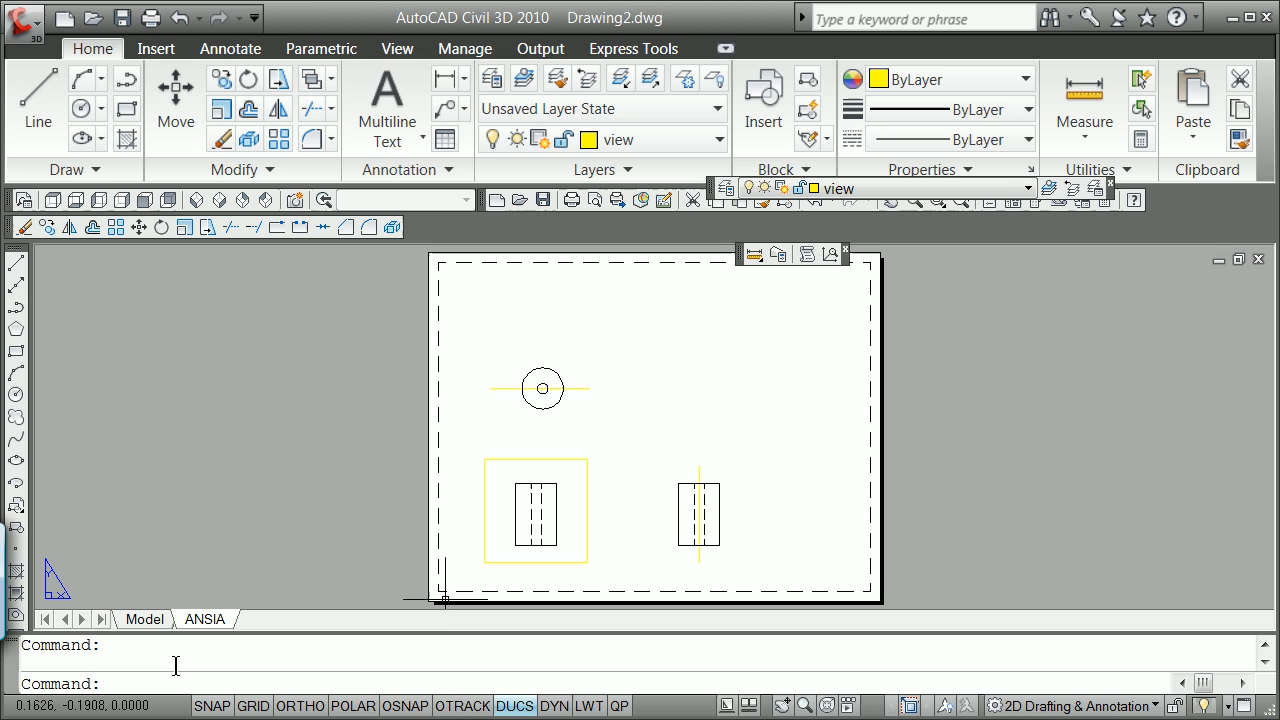 AutoCAD Civil 3D 2010 Drawing2.dwg
Type a keyword or phrase
3D
Home Insert Annotate Parametric View Manage Output Express Tools
Line
Move
A
Multiline
Text
Unsaved Layer State
view
Insert
ByLayer
ByLayer
ByLayer
Measure
Paste
Draw Modify Annotation Layers Block Properties Utilities Clipboard
view
Model ANSIA
Command:
Command:
0.1626, -0.1908, 0.0000 SNAP GRID ORTHO POLAR OSNAP OTRACK DUCS DYN LWT QP 2D Drafting & Annotation